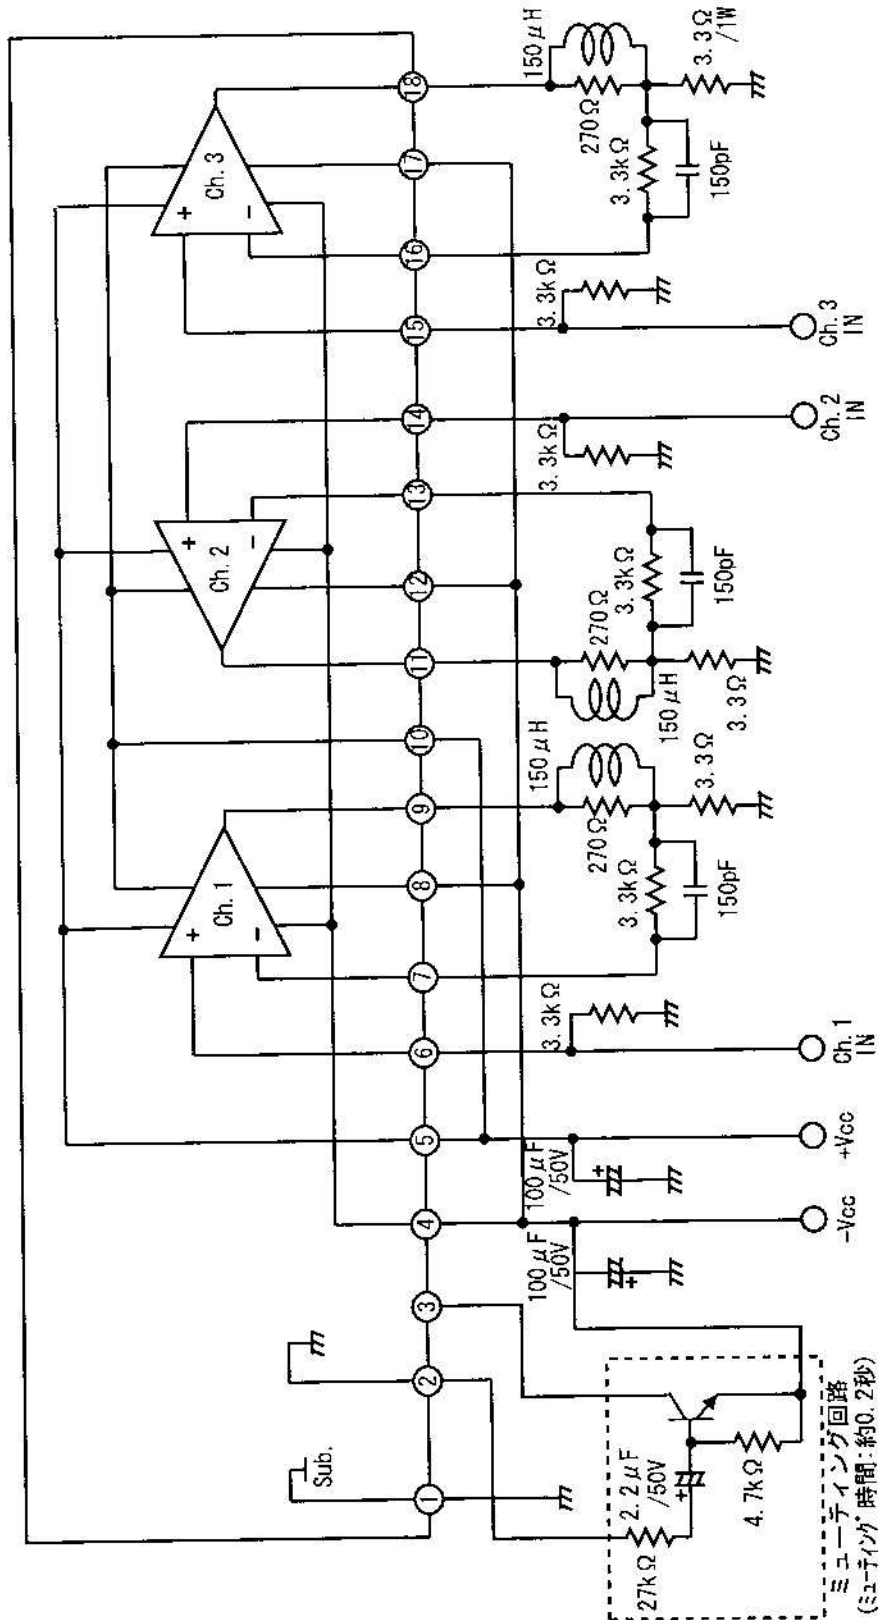 Sub.
Ch. 1
Ch. 2
Ch. 3
+
−
+
−
+
−
1
2
3
4
5
6
7
8
9
10
11
12
13
14
15
16
17
18
27kΩ
2.2μF
/50V
+
4.7kΩ
ミューティング回路
(ミューティング時間:約0.2秒)
100μF
/50V
+
100μF
/50V
+
−Vcc
+Vcc
3.3kΩ
Ch. 1
IN
3.3kΩ
150pF
270Ω
150μH
3.3Ω
150μH
3.3Ω
270Ω
3.3kΩ
150pF
3.3kΩ
Ch. 2
IN
3.3kΩ
Ch. 3
IN
3.3kΩ
150pF
270Ω
150μH
3.3Ω
/1W